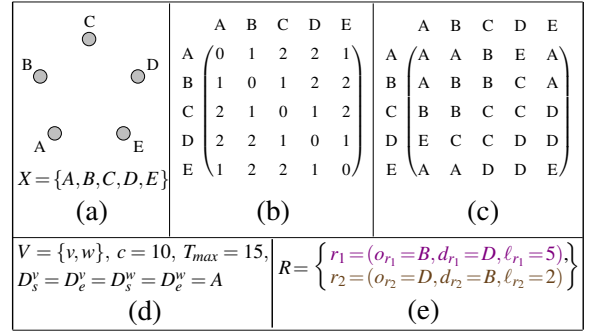 C
B D
A E
X = {A, B, C, D, E}
(a)
A B C D E
A 0 1 2 2 1
B 1 0 1 2 2
C 2 1 0 1 2
D 2 2 1 0 1
E 1 2 2 1 0
(b)
A B C D E
A A A B E A
B A B B C A
C B B C C D
D E C C D D
E A A D D E
(c)
V = {v, w}, c = 10, T_max = 15,
D_s^v = D_e^v = D_s^w = D_e^w = A
(d)
R = { r_1 = (o_{r_1} = B, d_{r_1} = D, ℓ_{r_1} = 5),
r_2 = (o_{r_2} = D, d_{r_2} = B, ℓ_{r_2} = 2) }
(e)